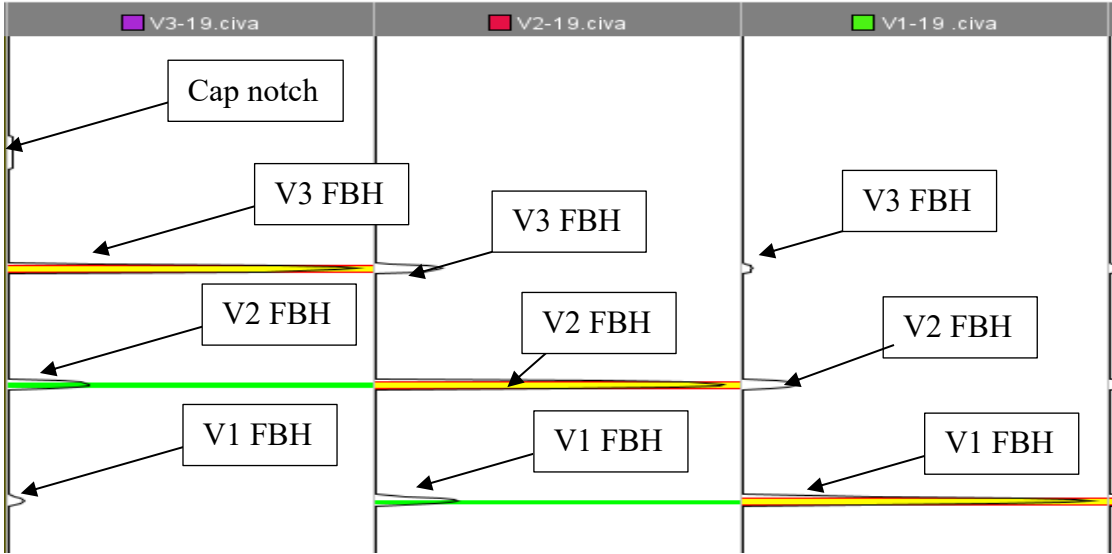 V3-19.civa
V2-19.civa
V1-19 .civa
Cap notch
V3 FBH
V3 FBH
V3 FBH
V2 FBH
V2 FBH
V2 FBH
V1 FBH
V1 FBH
V1 FBH